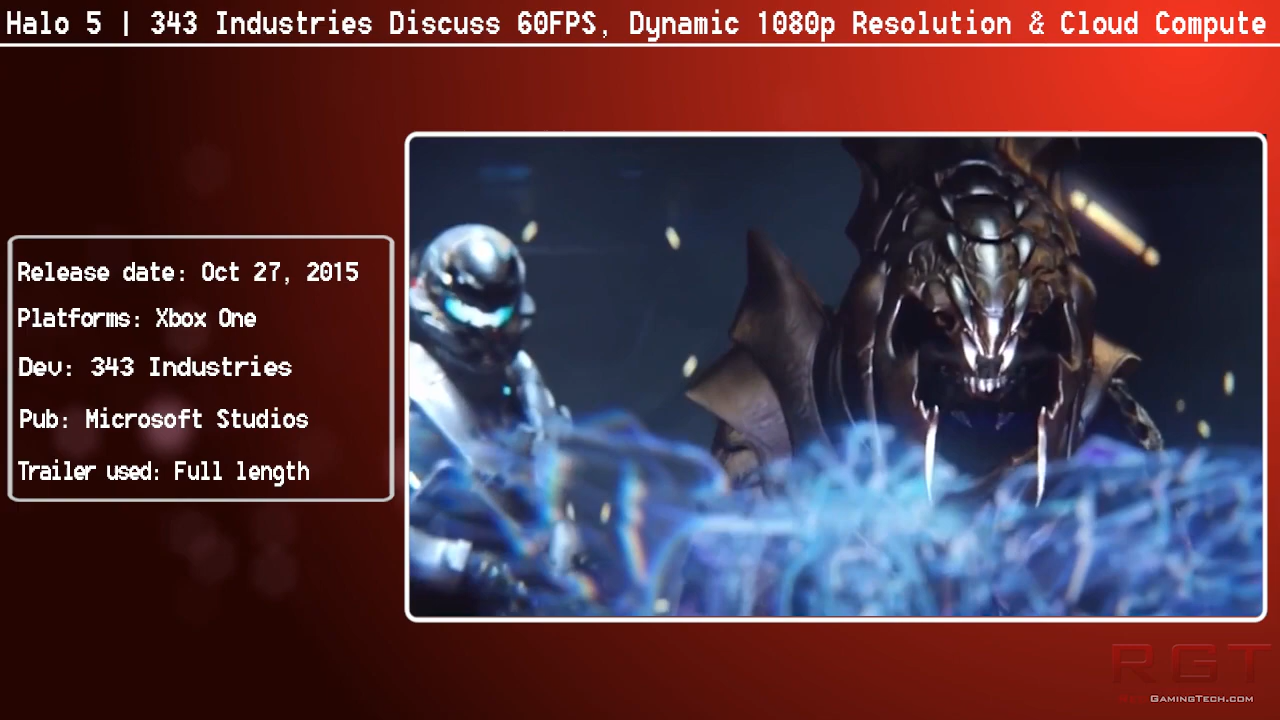 Halo 5 | 343 Industries Discuss 60FPS, Dynamic 1080p Resolution & Cloud Compute
Release date: Oct 27, 2015
Platforms: Xbox One
Dev: 343 Industries
Pub: Microsoft Studios
Trailer used: Full length
RGT
RedGamingTech.com